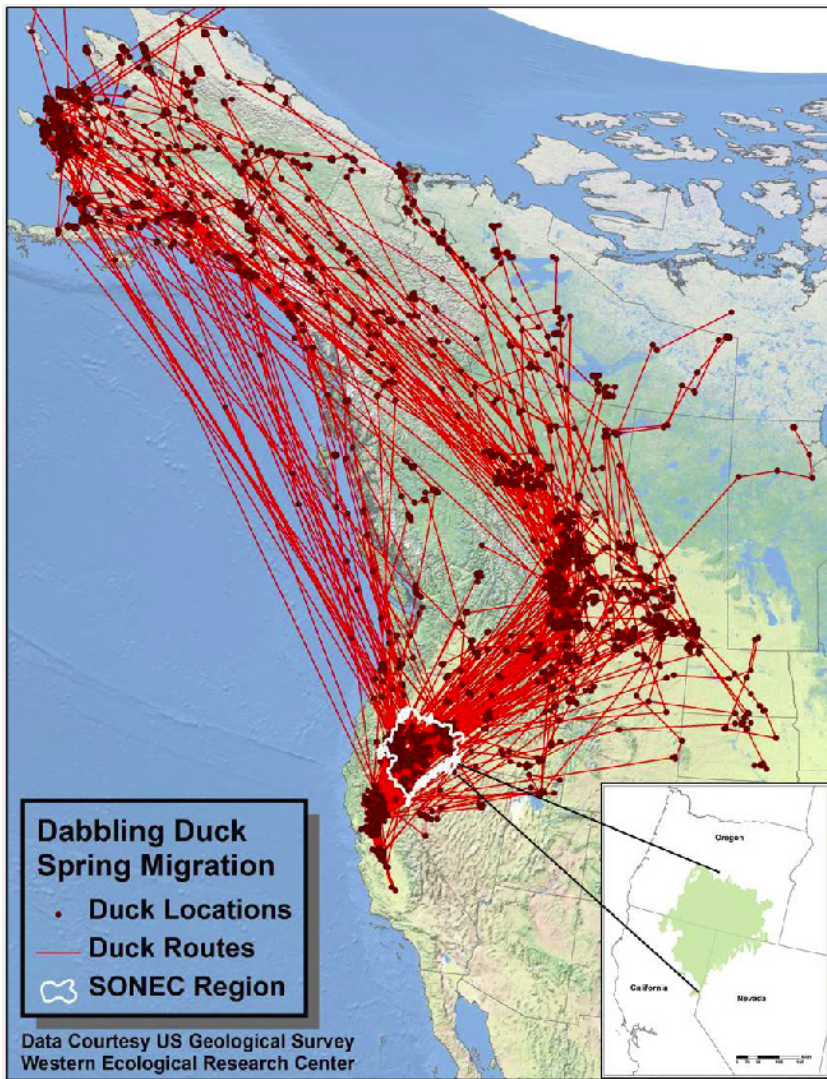 Dabbling Duck
Spring Migration
Duck Locations
Duck Routes
SONEC Region
Data Courtesy US Geological Survey
Western Ecological Research Center
Oregon
California
Nevada